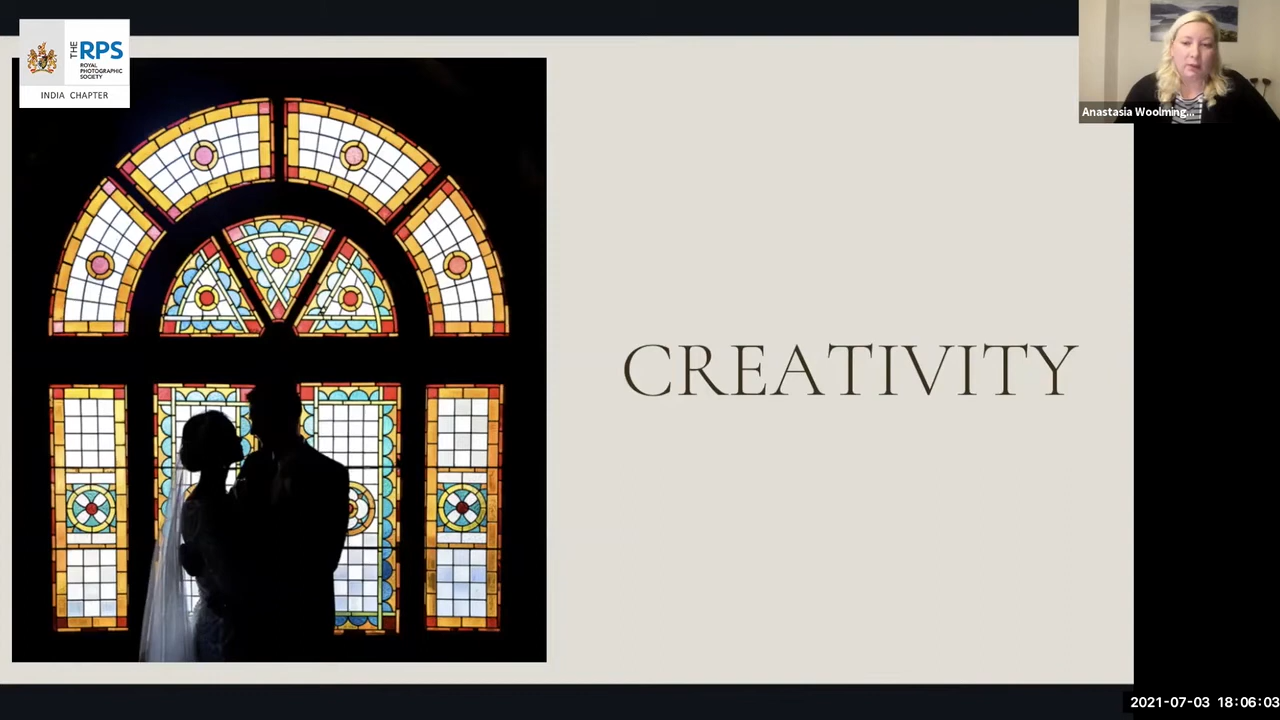 THE RPS
ROYAL
PHOTOGRAPHIC
SOCIETY
INDIA CHAPTER
Anastasia Woolming...
CREATIVITY
2021-07-03 18:06:03